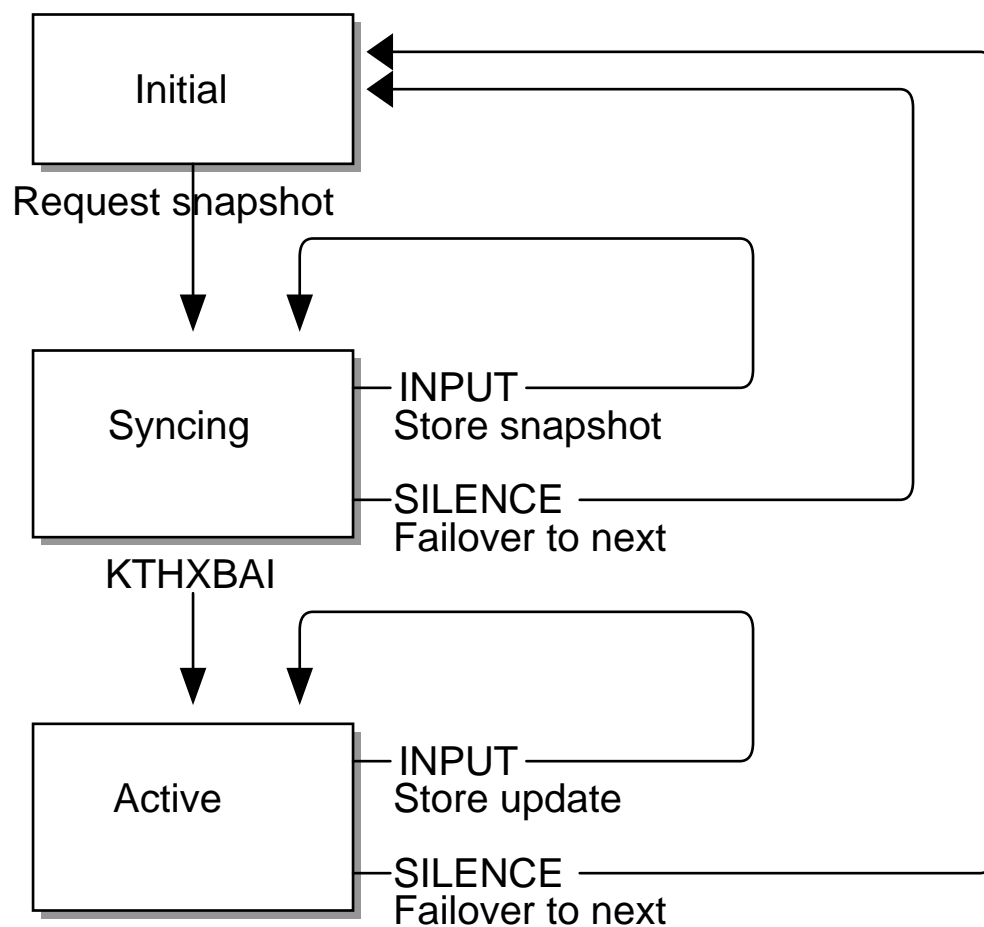 Initial
Request snapshot
INPUT
Store snapshot
Syncing
SILENCE
Failover to next
KTHXBAI
INPUT
Store update
Active
SILENCE
Failover to next